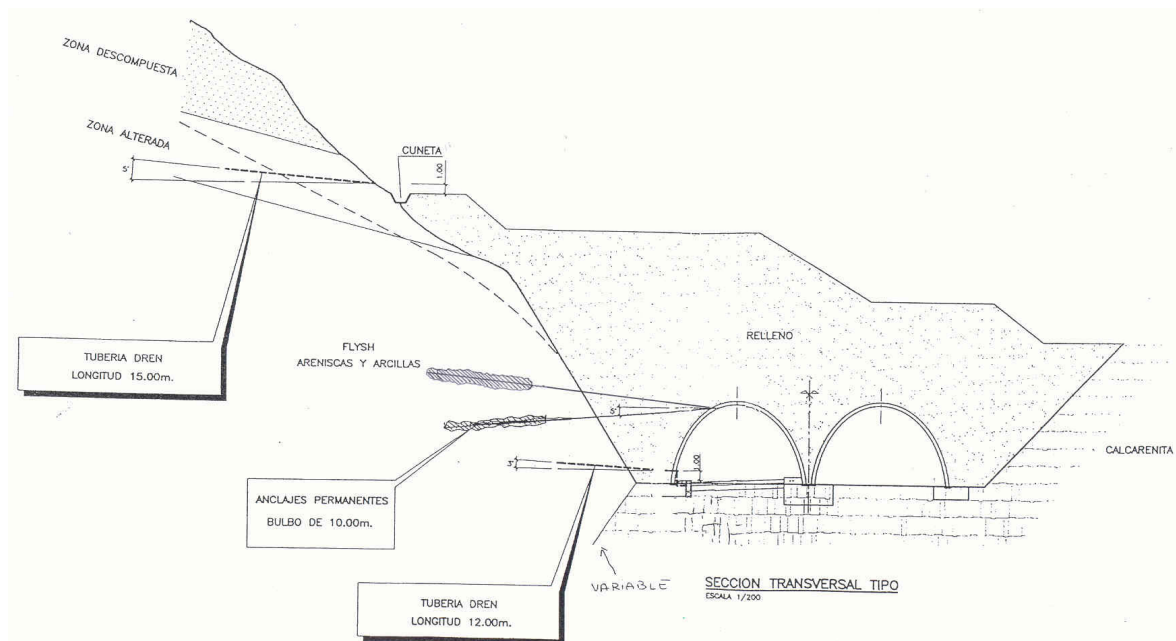 ZONA DESCOMPUESTA
ZONA ALTERADA
CUNETA
1.00
5'
TUBERIA DREN
LONGITUD 15.00m.
FLYSH
ARENISCAS Y ARCILLAS
RELLENO
5'
CALCARENITA
3'
1.00
ANCLAJES PERMANENTES
BULBO DE 10.00m.
VARIABLE
SECCION TRANSVERSAL TIPO
ESCALA 1/200
TUBERIA DREN
LONGITUD 12.00m.